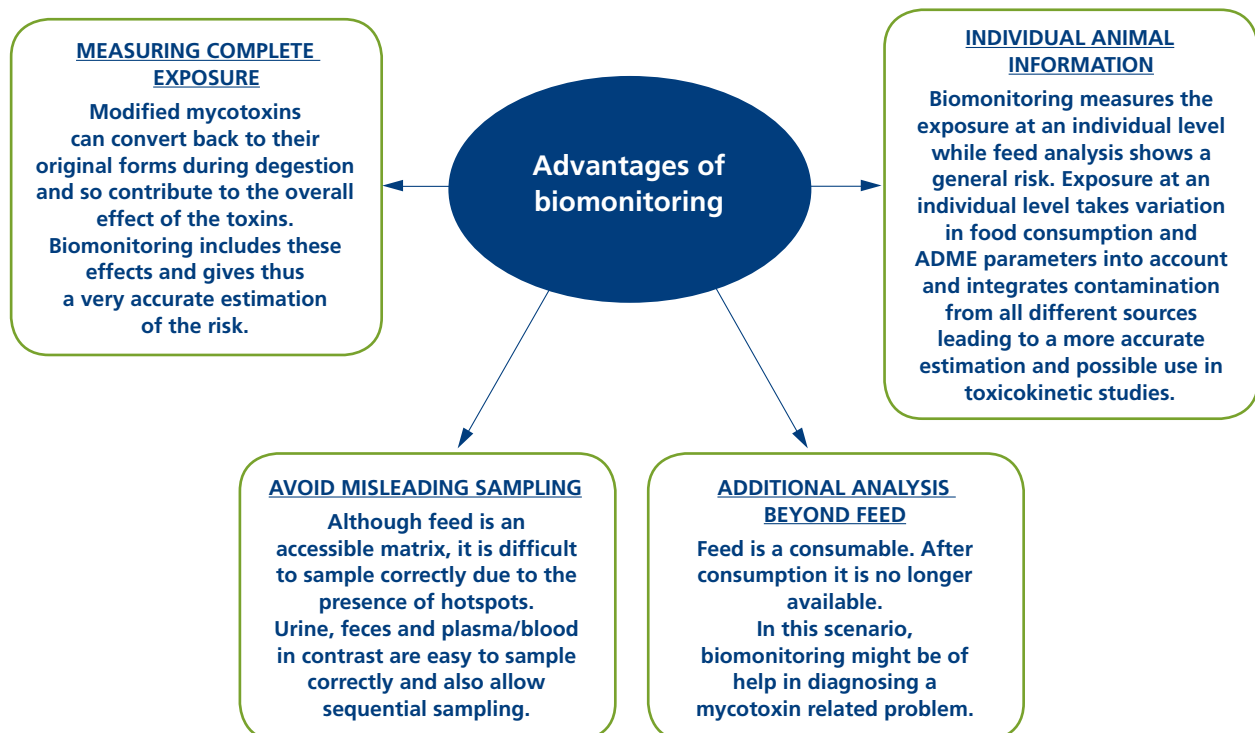 MEASURING COMPLETE
EXPOSURE
Modified mycotoxins
can convert back to their
original forms during degestion
and so contribute to the overall
effect of the toxins.
Biomonitoring includes these
effects and gives thus
a very accurate estimation
of the risk.
Advantages of
biomonitoring
INDIVIDUAL ANIMAL
INFORMATION
Biomonitoring measures the
exposure at an individual level
while feed analysis shows a
general risk. Exposure at an
individual level takes variation
in food consumption and
ADME parameters into account
and integrates contamination
from all different sources
leading to a more accurate
estimation and possible use in
toxicokinetic studies.
AVOID MISLEADING SAMPLING
Although feed is an
accessible matrix, it is difficult
to sample correctly due to the
presence of hotspots.
Urine, feces and plasma/blood
in contrast are easy to sample
correctly and also allow
sequential sampling.
ADDITIONAL ANALYSIS
BEYOND FEED
Feed is a consumable. After
consumption it is no longer
available.
In this scenario,
biomonitoring might be of
help in diagnosing a
mycotoxin related problem.